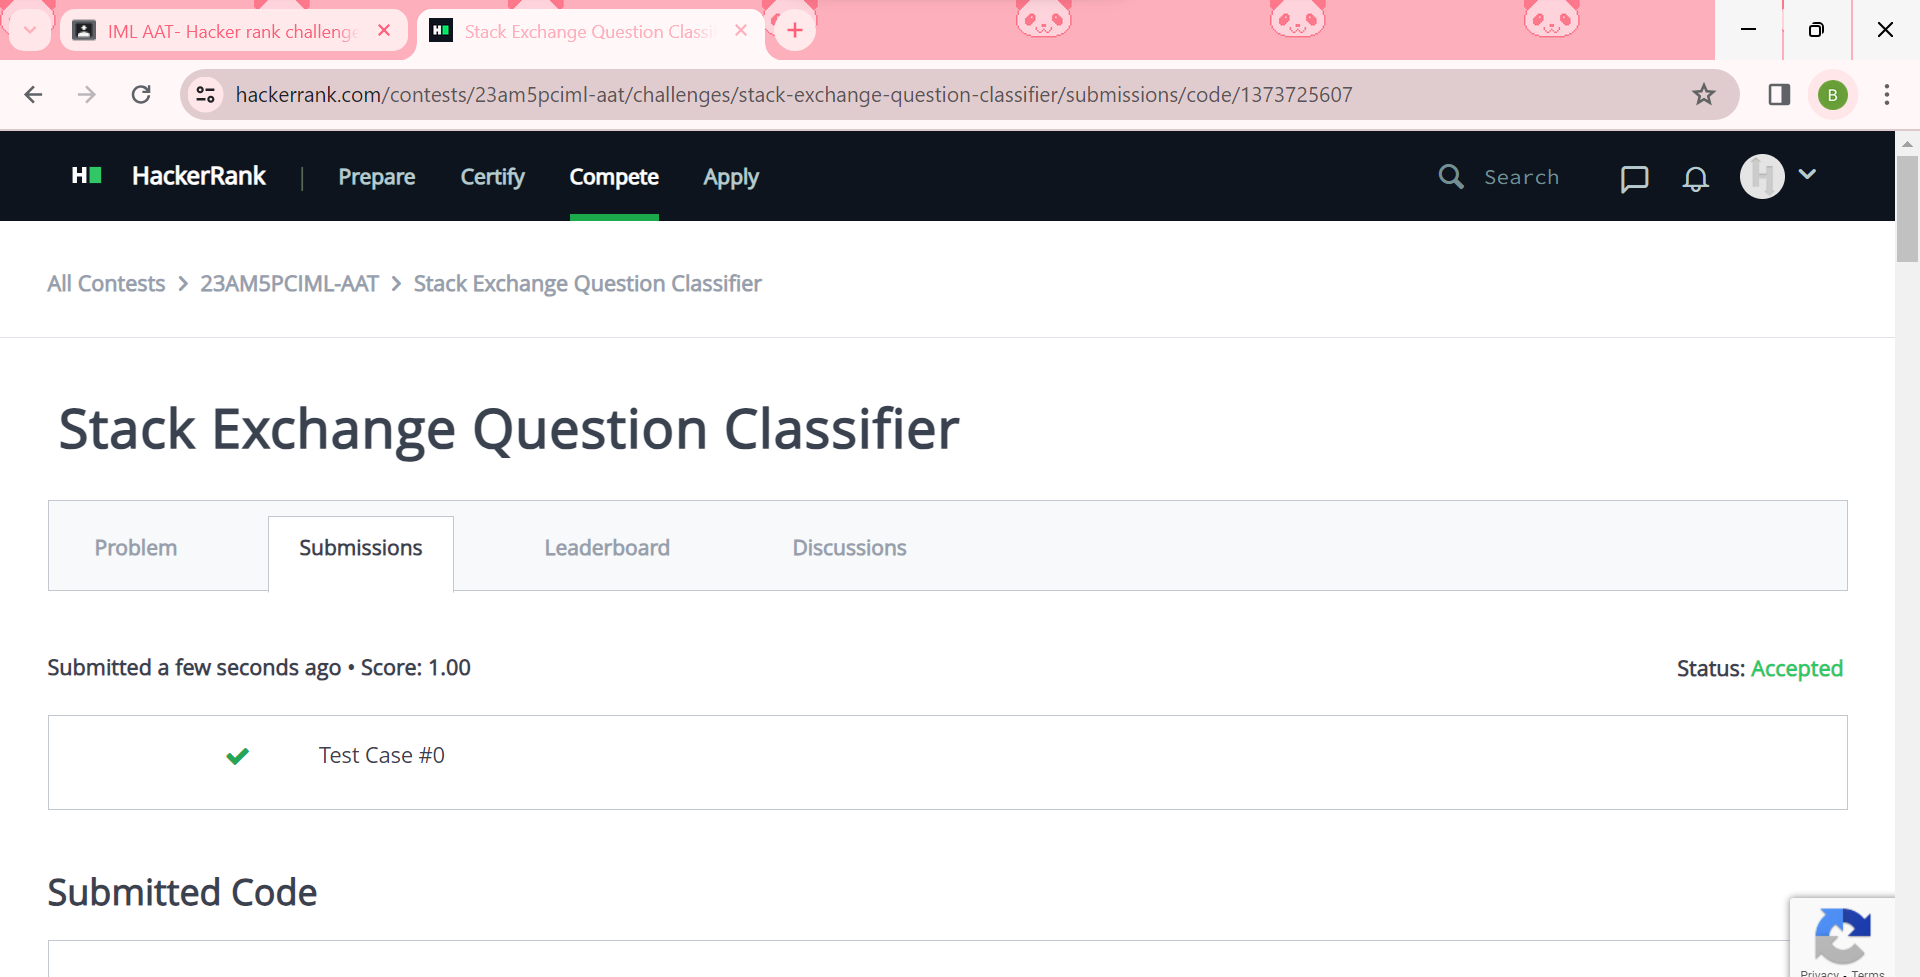 IML AAT- Hacker rank challenge
Stack Exchange Question Classi
hackerrank.com/contests/23am5pciml-aat/challenges/stack-exchange-question-classifier/submissions/code/1373725607
B
H
HackerRank | Prepare Certify Compete Apply Search
H
All Contests > 23AM5PCIML-AAT > Stack Exchange Question Classifier
Stack Exchange Question Classifier
Problem Submissions Leaderboard Discussions
Submitted a few seconds ago • Score: 1.00 Status: Accepted
Test Case #0
Submitted Code
Privacy - Terms